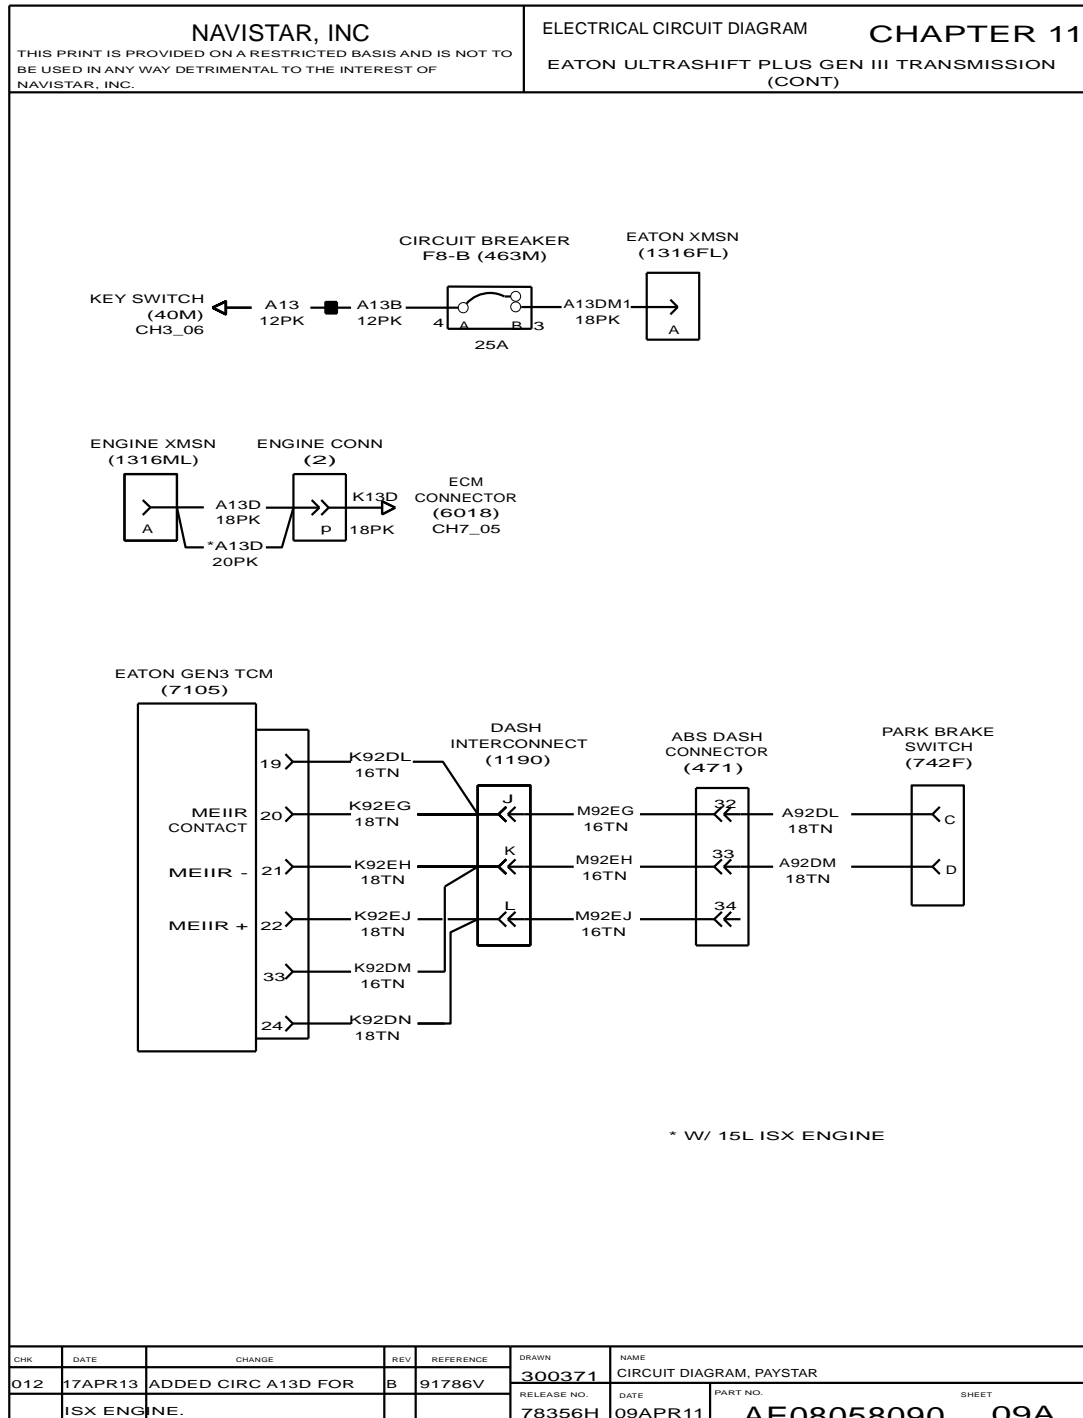 NAVISTAR, INC
THIS PRINT IS PROVIDED ON A RESTRICTED BASIS AND IS NOT TO
BE USED IN ANY WAY DETRIMENTAL TO THE INTEREST OF
NAVISTAR, INC.
ELECTRICAL CIRCUIT DIAGRAM
CHAPTER 11
EATON ULTRASHIFT PLUS GEN III TRANSMISSION
(CONT)
CIRCUIT BREAKER
F8-B (463M)
EATON XMSN
(1316FL)
KEY SWITCH
(40M)
CH3_06
A13
12PK
A13B
12PK
4
A
B
3
25A
A13DM1
18PK
A
ENGINE XMSN
(1316ML)
ENGINE CONN
(2)
A
A13D
18PK
*A13D
20PK
P
K13D
18PK
ECM
CONNECTOR
(6018)
CH7_05
EATON GEN3 TCM
(7105)
DASH
INTERCONNECT
(1190)
ABS DASH
CONNECTOR
(471)
PARK BRAKE
SWITCH
(742F)
19
K92DL
16TN
MEIIR
CONTACT
20
K92EG
18TN
J
M92EG
16TN
32
A92DL
18TN
C
MEIIR -
21
K92EH
18TN
K
M92EH
16TN
33
A92DM
18TN
D
MEIIR +
22
K92EJ
18TN
L
M92EJ
16TN
34
33
K92DM
16TN
24
K92DN
18TN
* W/ 15L ISX ENGINE
CHK DATE CHANGE REV REFERENCE
012 17APR13 ADDED CIRC A13D FOR B 91786V
ISX ENGINE.
DRAWN
300371
NAME
CIRCUIT DIAGRAM, PAYSTAR
RELEASE NO.
78356H
DATE
09APR11
PART NO.
AE08058090
SHEET
09A